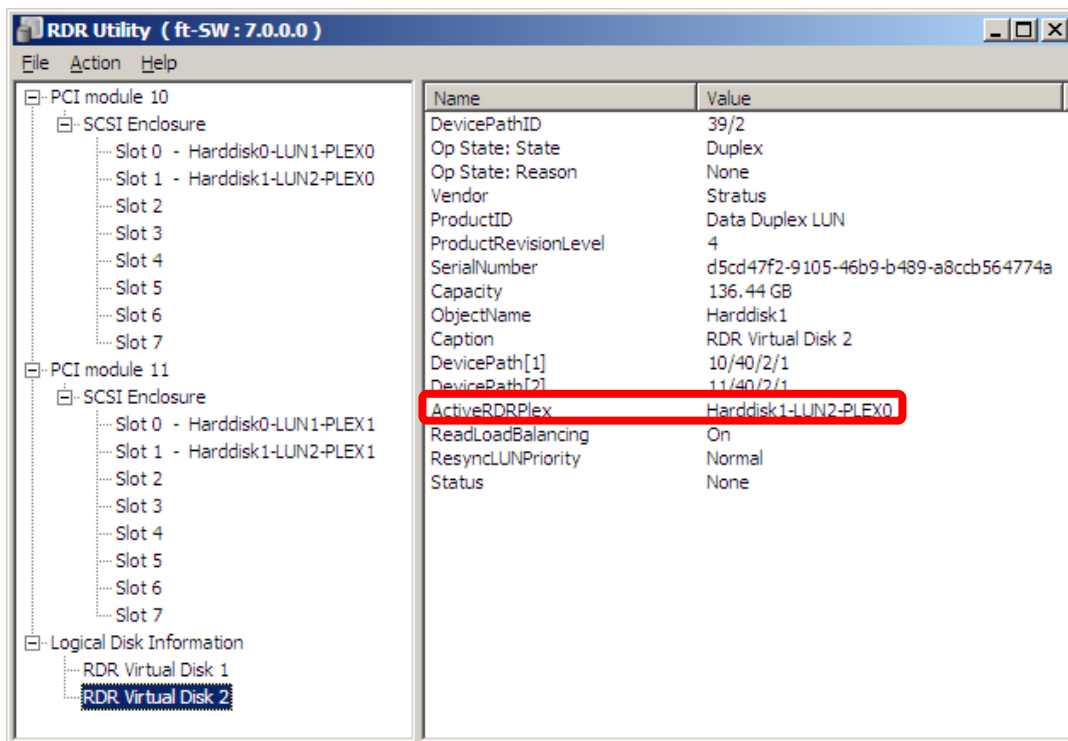 RDR Utility ( ft-SW : 7.0.0.0 )
File Action Help
PCI module 10
SCSI Enclosure
Slot 0 - Harddisk0-LUN1-PLEX0
Slot 1 - Harddisk1-LUN2-PLEX0
Slot 2
Slot 3
Slot 4
Slot 5
Slot 6
Slot 7
PCI module 11
SCSI Enclosure
Slot 0 - Harddisk0-LUN1-PLEX1
Slot 1 - Harddisk1-LUN2-PLEX1
Slot 2
Slot 3
Slot 4
Slot 5
Slot 6
Slot 7
Logical Disk Information
RDR Virtual Disk 1
RDR Virtual Disk 2
Name Value
DevicePathID 39/2
Op State: State Duplex
Op State: Reason None
Vendor Stratus
ProductID Data Duplex LUN
ProductRevisionLevel 4
SerialNumber d5cd47f2-9105-46b9-b489-a8ccb564774a
Capacity 136.44 GB
ObjectName Harddisk1
Caption RDR Virtual Disk 2
DevicePath[1] 10/40/2/1
DevicePath[2] 11/40/2/1
ActiveRDRPlex Harddisk1-LUN2-PLEX0
ReadLoadBalancing On
ResyncLUNPriority Normal
Status None